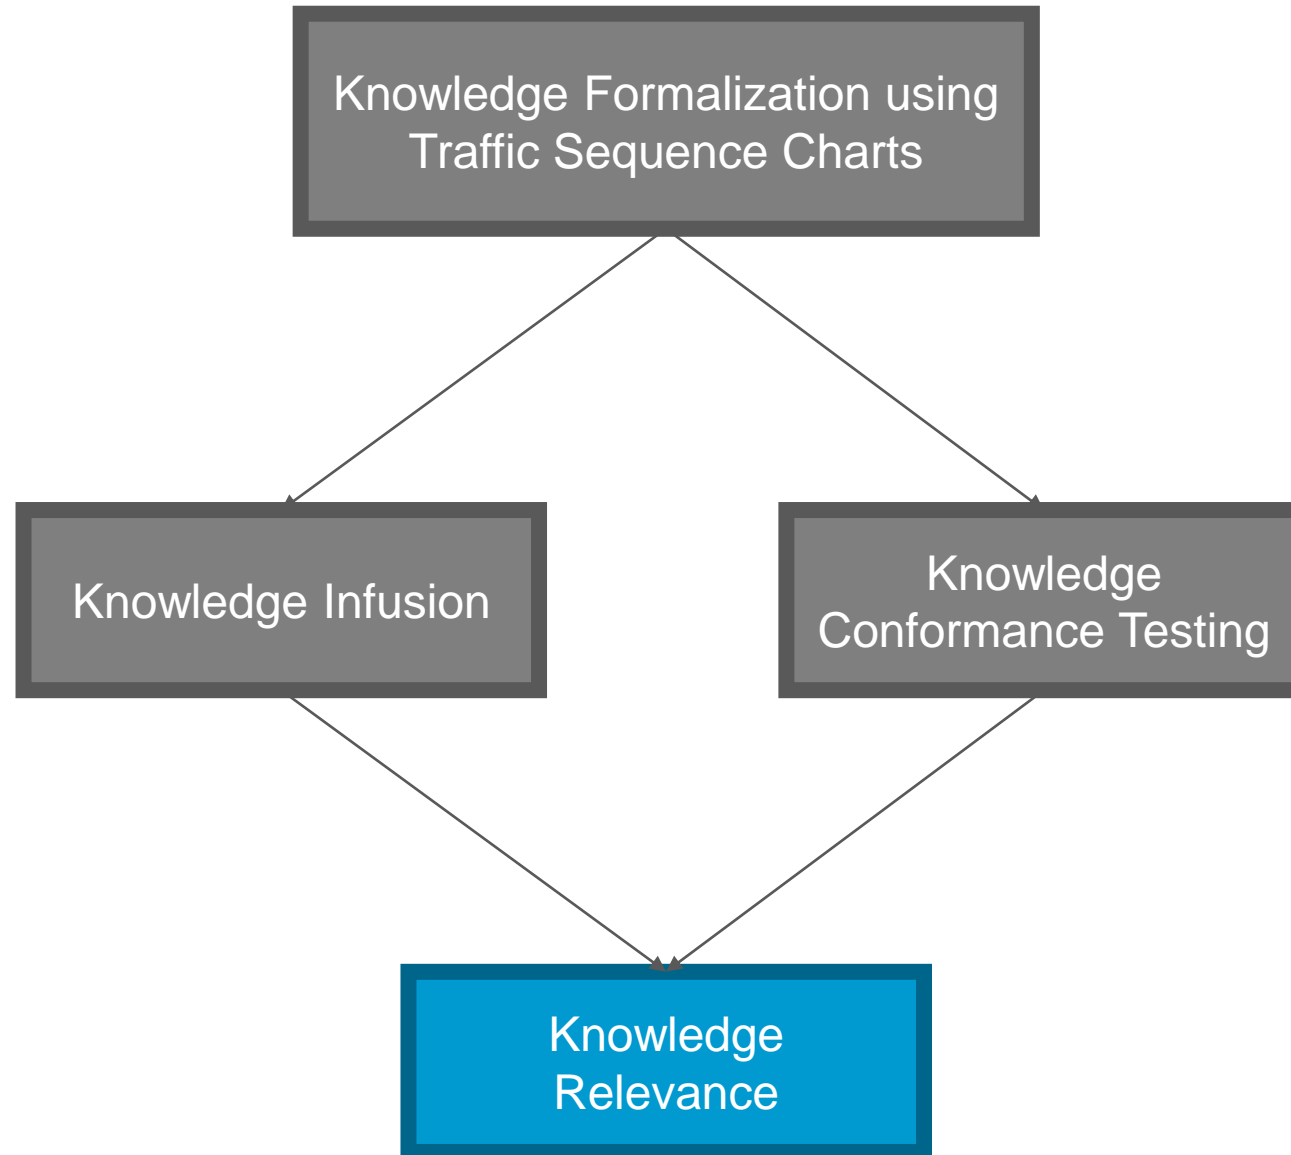 Knowledge Formalization using
Traffic Sequence Charts
Knowledge Infusion
Knowledge
Conformance Testing
Knowledge
Relevance